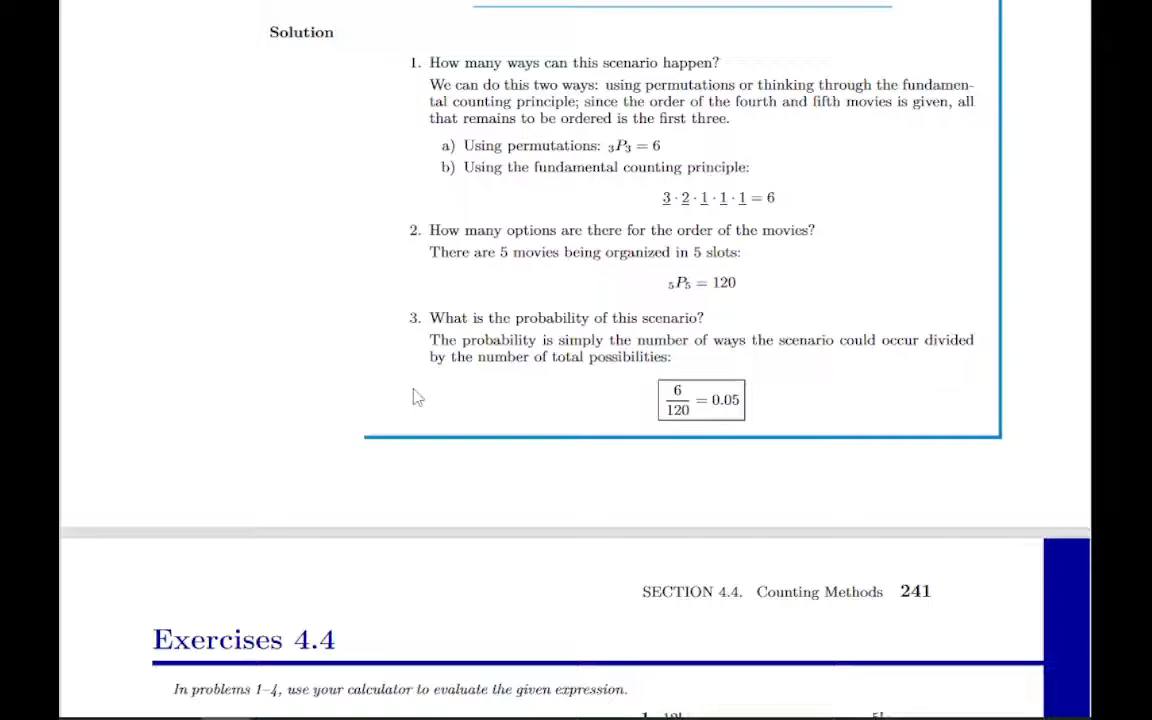 Solution
1. How many ways can this scenario happen?
We can do this two ways: using permutations or thinking through the fundamen-
tal counting principle; since the order of the fourth and fifth movies is given, all
that remains to be ordered is the first three.
a) Using permutations: ₃P₃ = 6
b) Using the fundamental counting principle:
3 · 2 · 1 · 1 · 1 = 6
2. How many options are there for the order of the movies?
There are 5 movies being organized in 5 slots:
₅P₅ = 120
3. What is the probability of this scenario?
The probability is simply the number of ways the scenario could occur divided
by the number of total possibilities:
6/120 = 0.05
SECTION 4.4. Counting Methods 241
Exercises 4.4
In problems 1–4, use your calculator to evaluate the given expression.